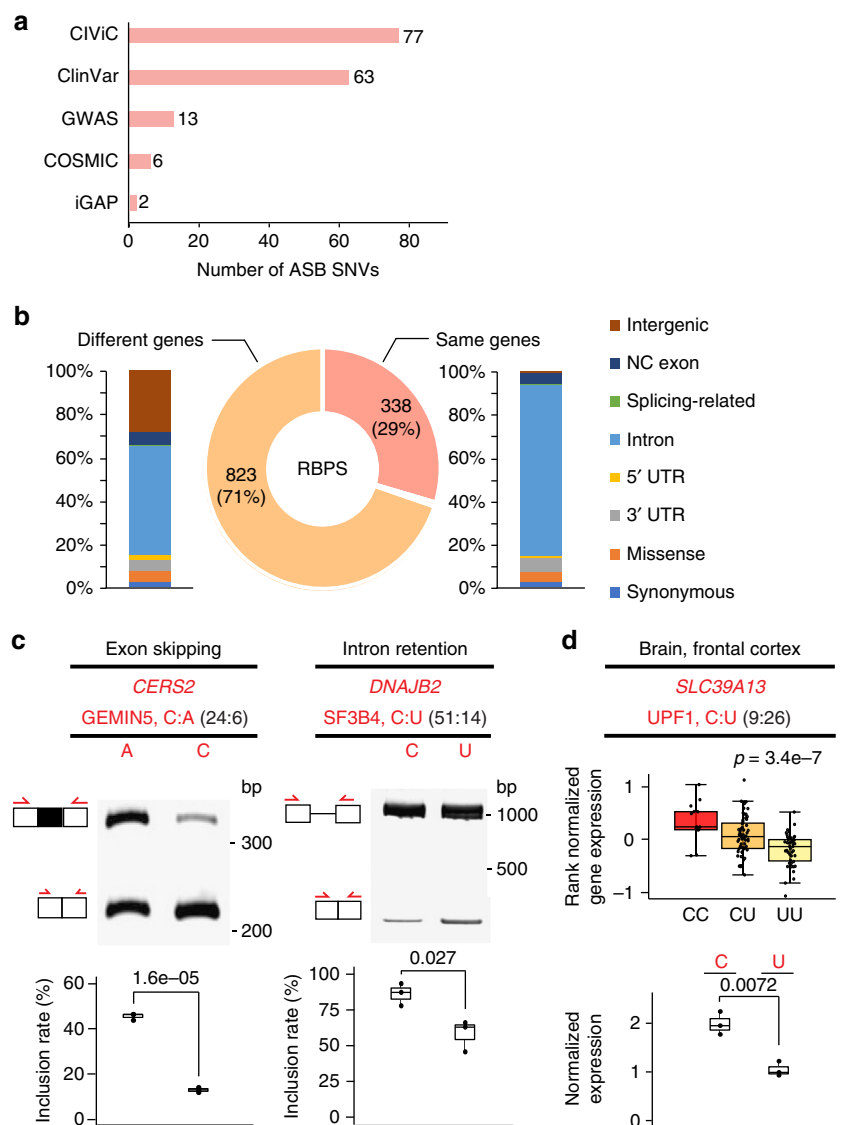 a
CIViC
77
ClinVar
63
GWAS
13
COSMIC
6
iGAP
2
0 20 40 60 80
Number of ASB SNVs
b
Different genes
Same genes
100%
80%
60%
40%
20%
0%
823
(71%)
RBPS
338
(29%)
100%
80%
60%
40%
20%
0%
Intergenic
NC exon
Splicing-related
Intron
5′ UTR
3′ UTR
Missense
Synonymous
c
Exon skipping
CERS2
GEMIN5, C:A (24:6)
A C
bp
300
200
Inclusion rate (%)
60
40
20
0
1.6e–05
Intron retention
DNAJB2
SF3B4, C:U (51:14)
C U
bp
1000
500
Inclusion rate (%)
100
75
50
25
0
0.027
d
Brain, frontal cortex
SLC39A13
UPF1, C:U (9:26)
p = 3.4e–7
Rank normalized
gene expression
1
0
–1
CC CU UU
C U
0.0072
Normalized
expression
2
1
0